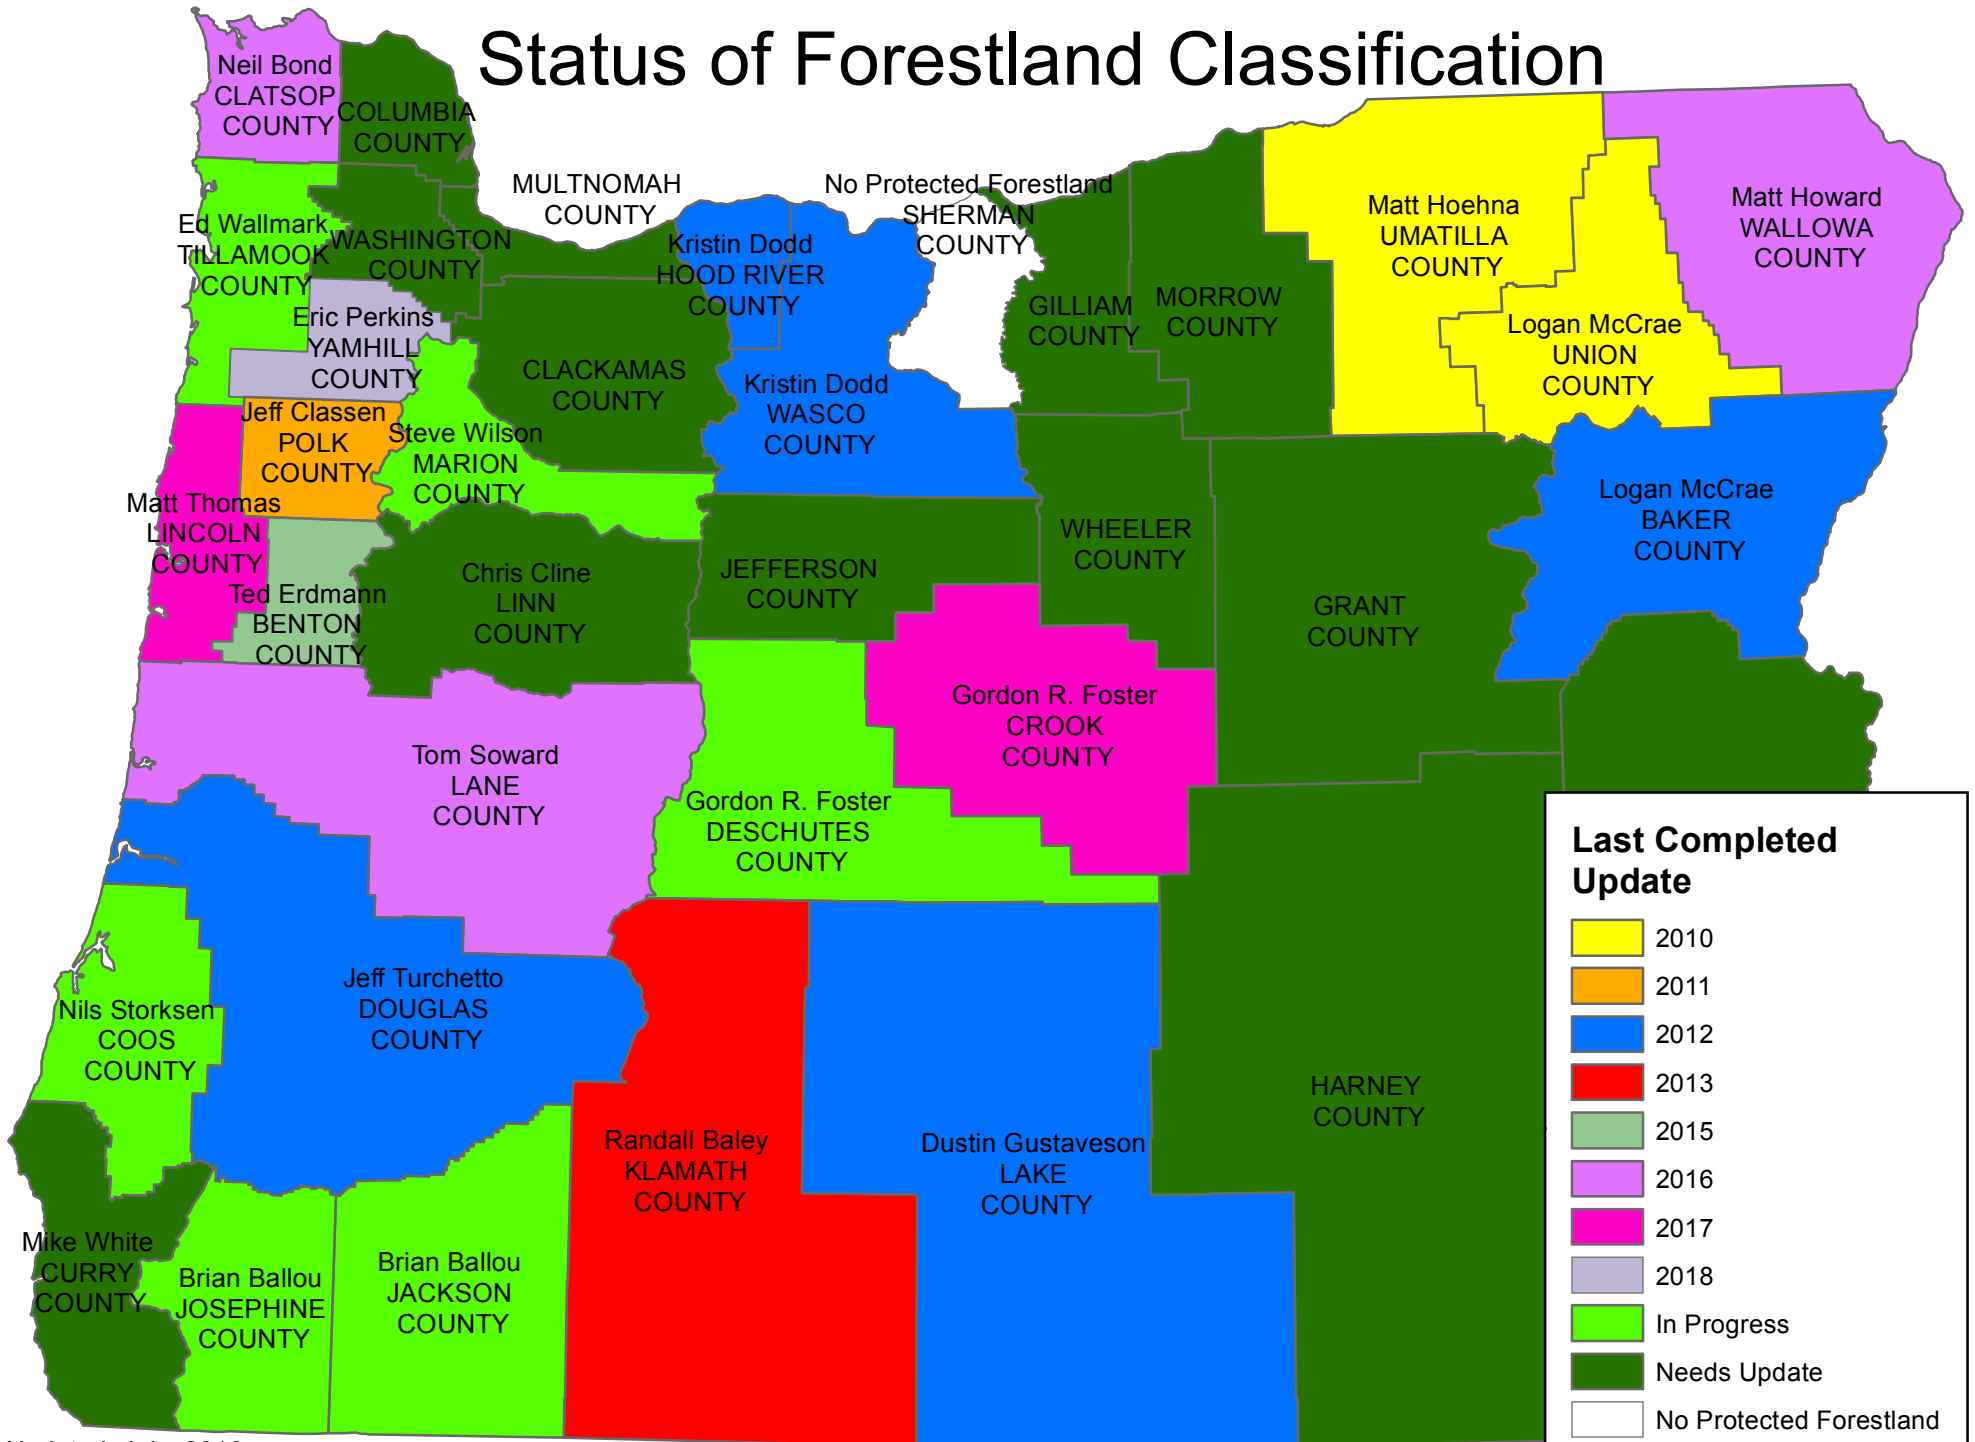 Status of Forestland Classification
Neil Bond
CLATSOP
COUNTY
COLUMBIA
COUNTY
MULTNOMAH
COUNTY
No Protected Forestland
SHERMAN
COUNTY
Matt Hoehna
UMATILLA
COUNTY
Matt Howard
WALLOWA
COUNTY
Ed Wallmark
TILLAMOOK
COUNTY
WASHINGTON
COUNTY
Kristin Dodd
HOOD RIVER
COUNTY
GILLIAM
COUNTY
MORROW
COUNTY
Logan McCrae
UNION
COUNTY
Eric Perkins
YAMHILL
COUNTY
CLACKAMAS
COUNTY
Kristin Dodd
WASCO
COUNTY
Jeff Classen
POLK
COUNTY
Steve Wilson
MARION
COUNTY
Matt Thomas
LINCOLN
COUNTY
Logan McCrae
BAKER
COUNTY
WHEELER
COUNTY
Ted Erdmann
BENTON
COUNTY
Chris Cline
LINN
COUNTY
JEFFERSON
COUNTY
GRANT
COUNTY
Gordon R. Foster
CROOK
COUNTY
Tom Soward
LANE
COUNTY
Gordon R. Foster
DESCHUTES
COUNTY
Nils Storksen
COOS
COUNTY
Jeff Turchetto
DOUGLAS
COUNTY
HARNEY
COUNTY
Randall Baley
KLAMATH
COUNTY
Dustin Gustaveson
LAKE
COUNTY
Mike White
CURRY
COUNTY
Brian Ballou
JOSEPHINE
COUNTY
Brian Ballou
JACKSON
COUNTY
Last Completed
Update
2010
2011
2012
2013
2015
2016
2017
2018
In Progress
Needs Update
No Protected Forestland